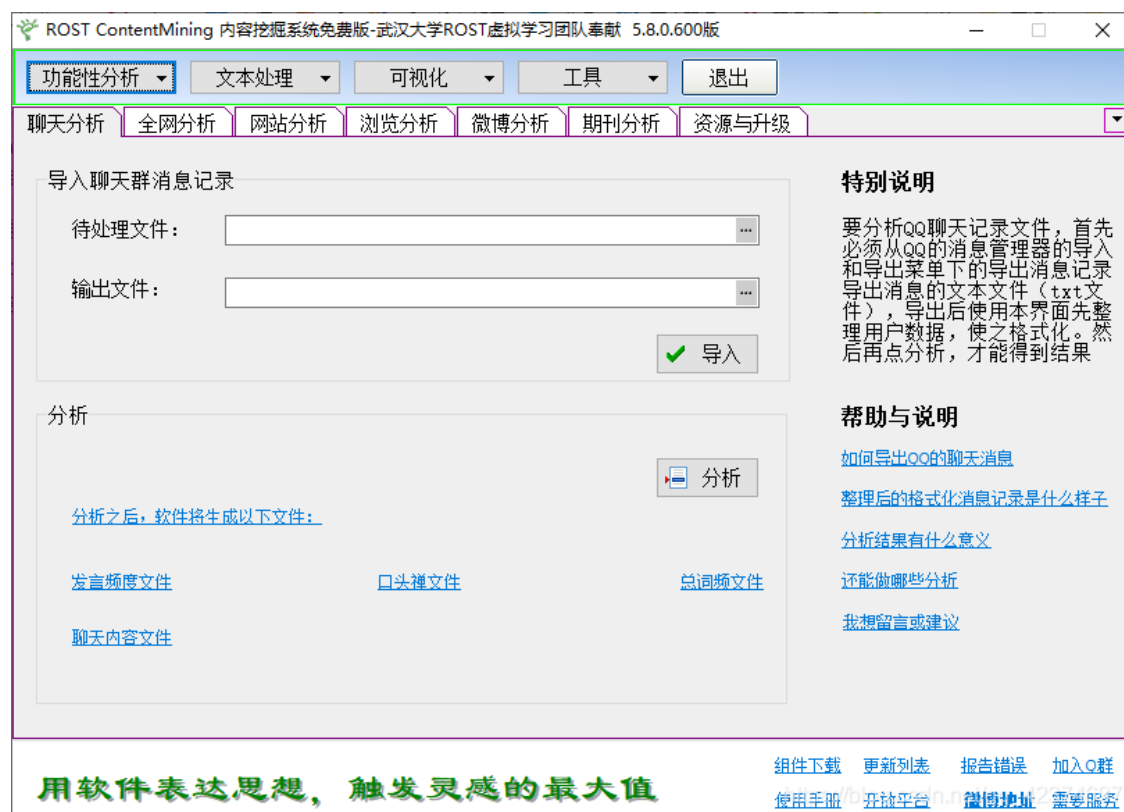 ROST ContentMining 内容挖掘系统免费版-武汉大学ROST虚拟学习团队奉献 5.8.0.600版
功能性分析 文本处理 可视化 工具 退出
聊天分析 全网分析 网站分析 浏览分析 微博分析 期刊分析 资源与升级
导入聊天群消息记录
待处理文件:
...
输出文件:
...
导入
分析
分析
分析之后，软件将生成以下文件：
发言频度文件 口头禅文件 总词频文件
聊天内容文件
特别说明
要分析QQ聊天记录文件，首先
必须从QQ的消息管理器的导入
和导出菜单下的导出消息记录
导出消息的文本文件（txt文
件），导出后使用本界面先整
理用户数据，使之格式化。然
后再点分析，才能得到结果
帮助与说明
如何导出QQ的聊天消息
整理后的格式化消息记录是什么样子
分析结果有什么意义
还能做哪些分析
我想留言或建议
用软件表达思想，触发灵感的最大值
组件下载 更新列表 报告错误 加入Q群
使用手册 开放平台 微博地址 需要服务